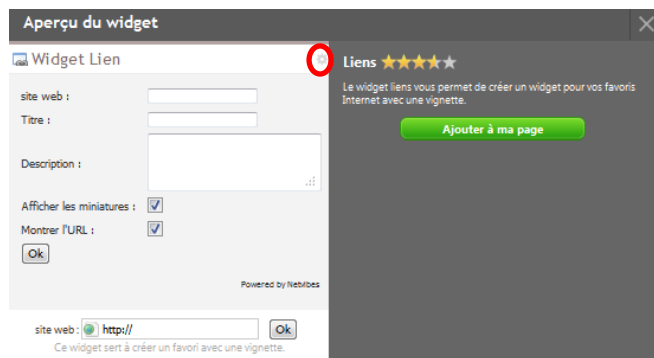 Aperçu du widget
Widget Lien
site web :
Titre :
Description :
Afficher les miniatures :
Montrer l'URL :
Ok
Powered by Netvibes
site web : http:// Ok
Ce widget sert à créer un favori avec une vignette.
Liens
Le widget liens vous permet de créer un widget pour vos favoris
Internet avec une vignette.
Ajouter à ma page